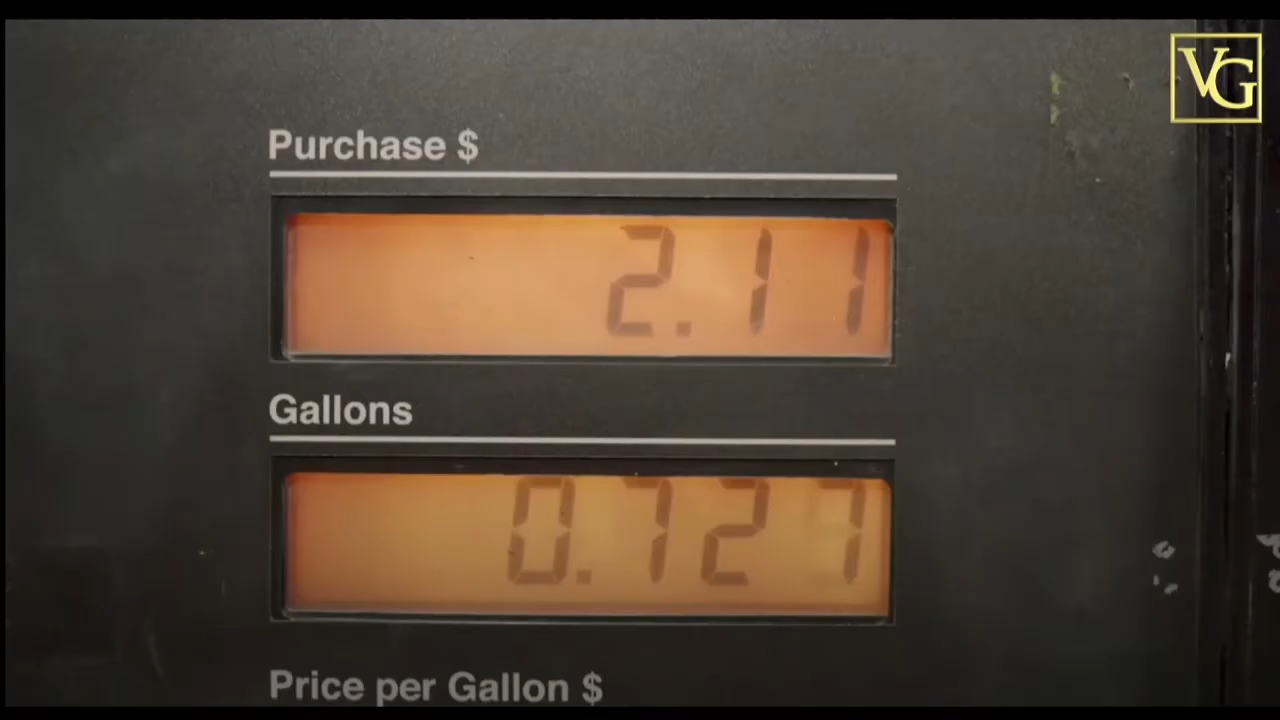 VG
Purchase $
2.11
Gallons
0.727
Price per Gallon $